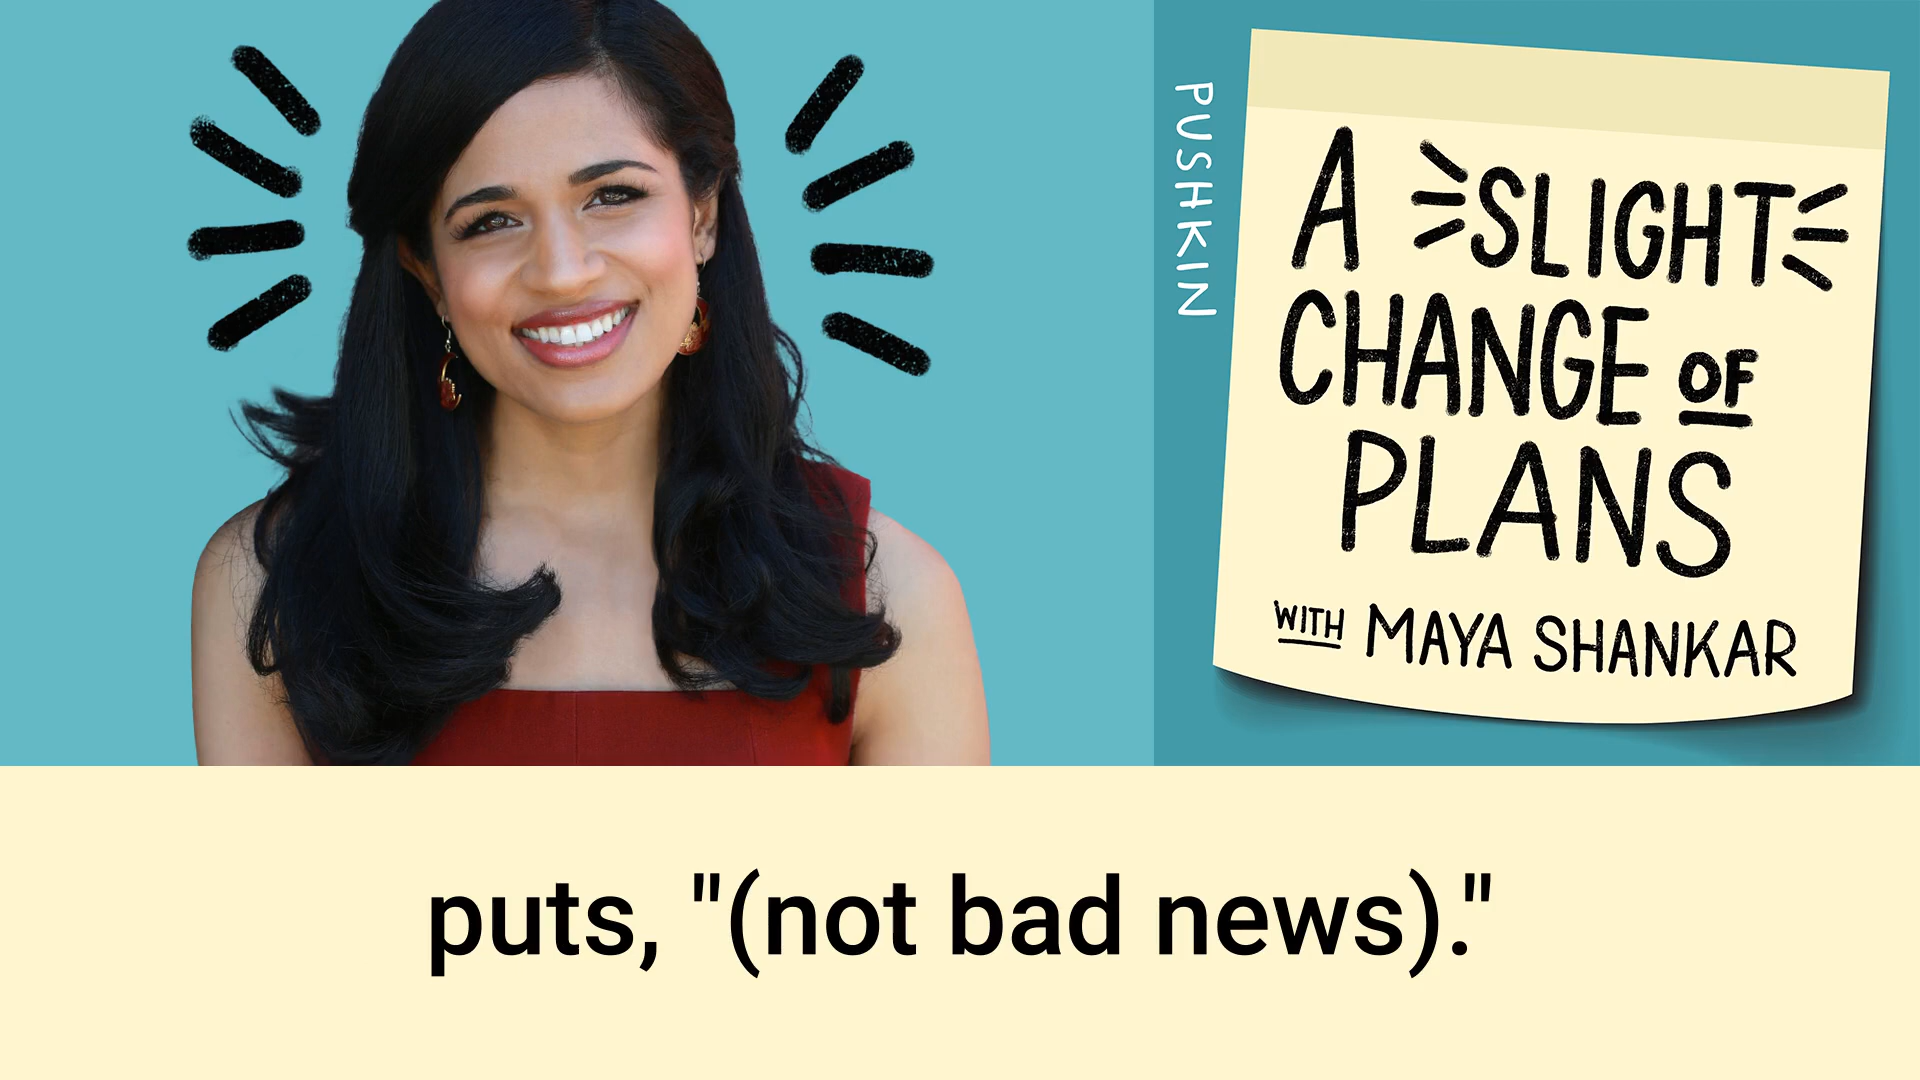 PUSHKIN
A SLIGHT
CHANGE OF
PLANS
WITH MAYA SHANKAR
puts, "(not bad news)."